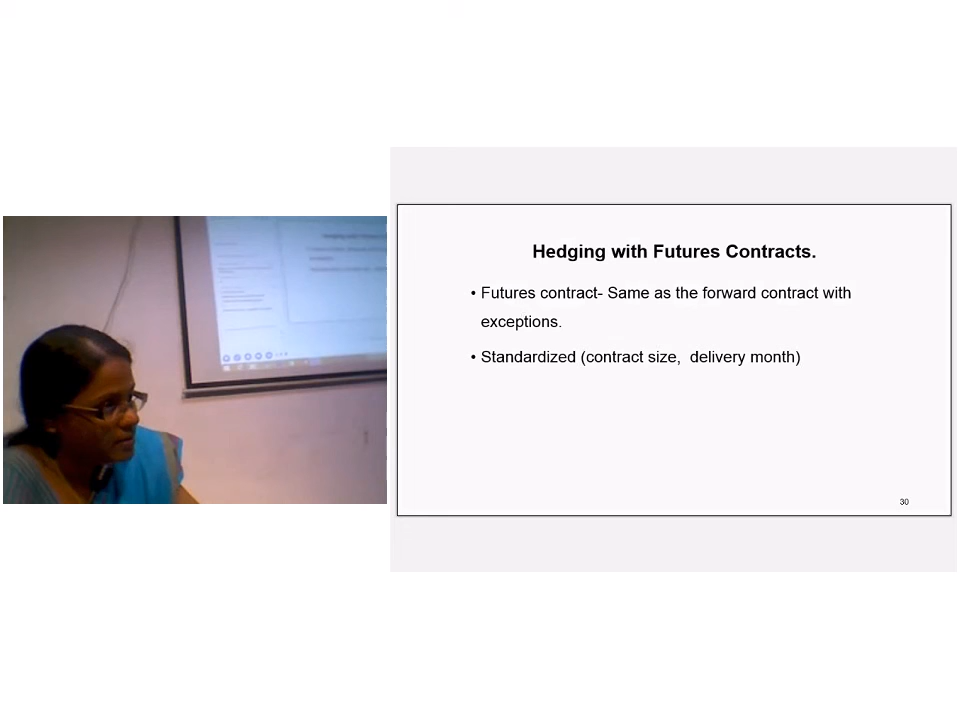 Hedging with Futures Contracts.
• Futures contract- Same as the forward contract with
exceptions.
• Standardized (contract size,  delivery month)
30